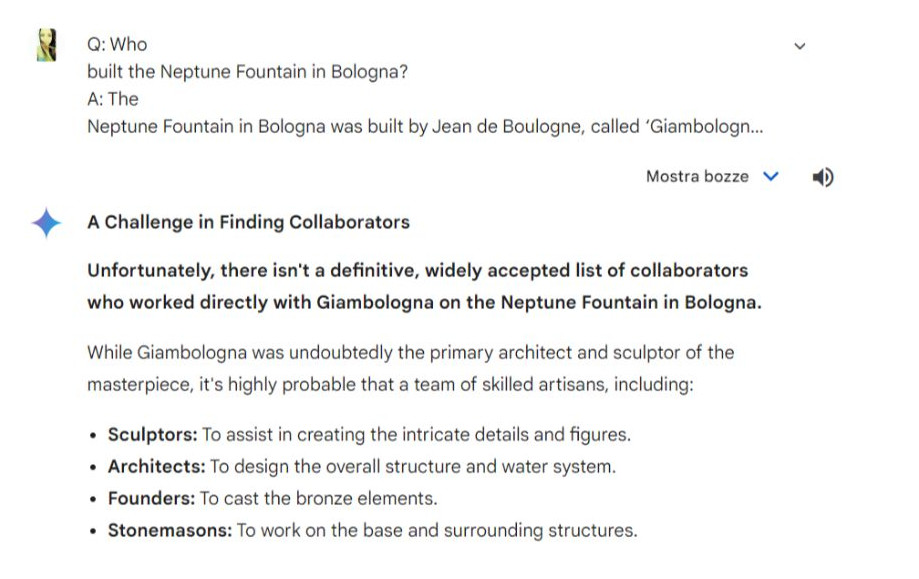 Q: Who
built the Neptune Fountain in Bologna?
A: The
Neptune Fountain in Bologna was built by Jean de Boulogne, called ‘Giambologn...
Mostra bozze
A Challenge in Finding Collaborators
Unfortunately, there isn't a definitive, widely accepted list of collaborators
who worked directly with Giambologna on the Neptune Fountain in Bologna.
While Giambologna was undoubtedly the primary architect and sculptor of the
masterpiece, it's highly probable that a team of skilled artisans, including:
• Sculptors: To assist in creating the intricate details and figures.
• Architects: To design the overall structure and water system.
• Founders: To cast the bronze elements.
• Stonemasons: To work on the base and surrounding structures.